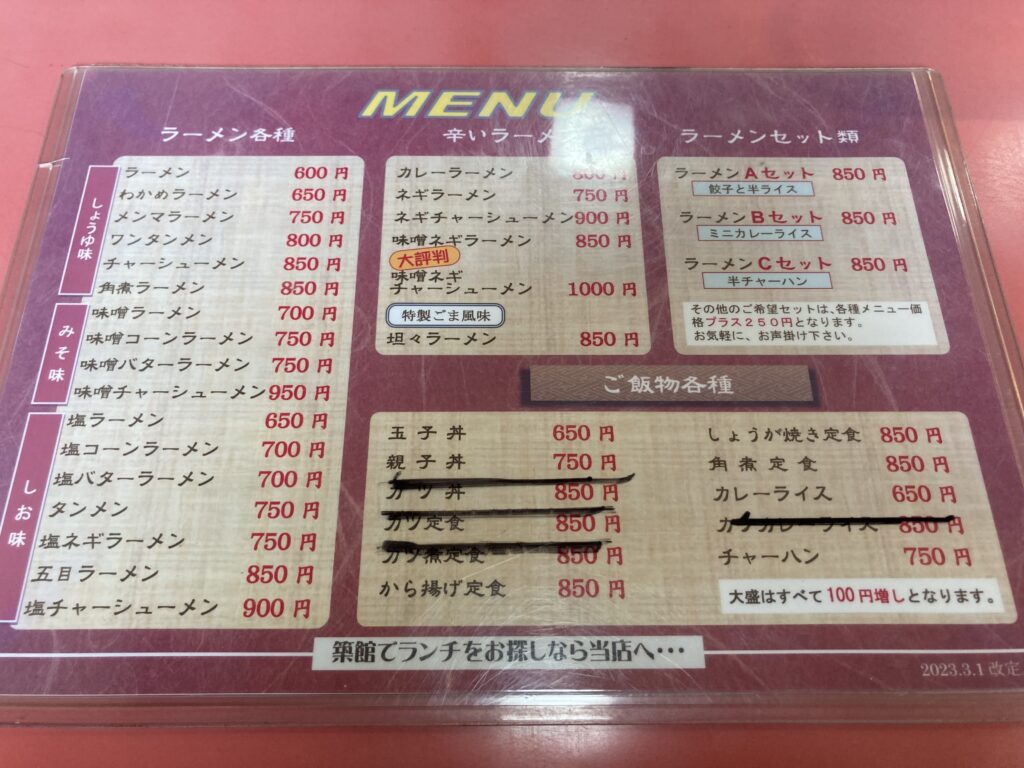 MENU
ラーメン各種
しょうゆ味
ラーメン 600円
わかめラーメン 650円
メンマラーメン 750円
ワンタンメン 800円
チャーシューメン 850円
角煮ラーメン 850円
みそ味
味噌ラーメン 700円
味噌コーンラーメン 750円
味噌バターラーメン 750円
味噌チャーシューメン 950円
しお味
塩ラーメン 650円
塩コーンラーメン 700円
塩バターラーメン 700円
タンメン 750円
塩ネギラーメン 750円
五目ラーメン 850円
塩チャーシューメン 900円
辛いラーメ
カレーラーメン 800円
ネギラーメン 750円
ネギチャーシューメン 900円
味噌ネギラーメン 850円
大評判
味噌ネギ
チャーシューメン 1000円
特製ごま風味
坦々ラーメン 850円
ラーメンセット類
ラーメンAセット 850円
餃子と半ライス
ラーメンBセット 850円
ミニカレーライス
ラーメンCセット 850円
半チャーハン
その他のご希望セットは、各種メニュー価
格プラス250円となります。
お気軽に、お声掛け下さい。
ご飯物各種
玉子丼 650円
親子丼 750円
カツ丼 850円
カツ定食 850円
カツ煮定食 850円
から揚げ定食 850円
しょうが焼き定食 850円
角煮定食 850円
カレーライス 650円
カツカレーライス 850円
チャーハン 750円
大盛はすべて100円増しとなります。
築館でランチをお探しなら当店へ・・・
2023.3.1改定